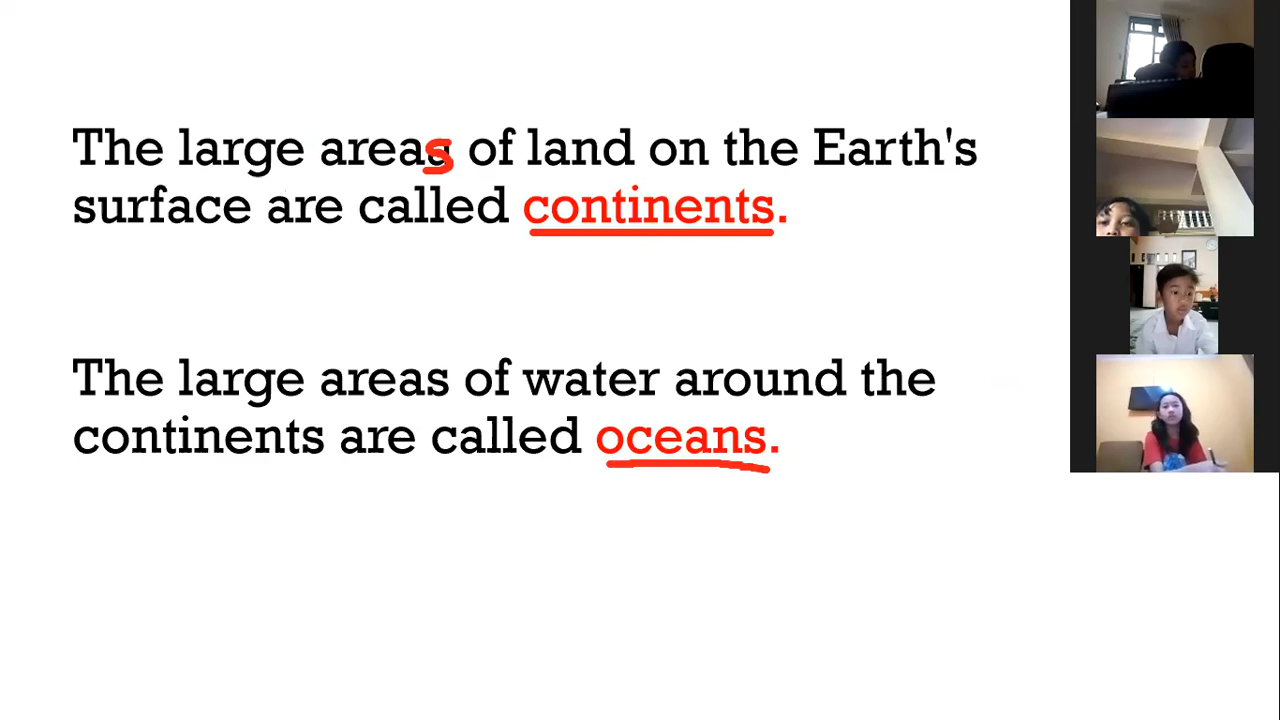 The large areas of land on the Earth's
surface are called continents.
The large areas of water around the
continents are called oceans.